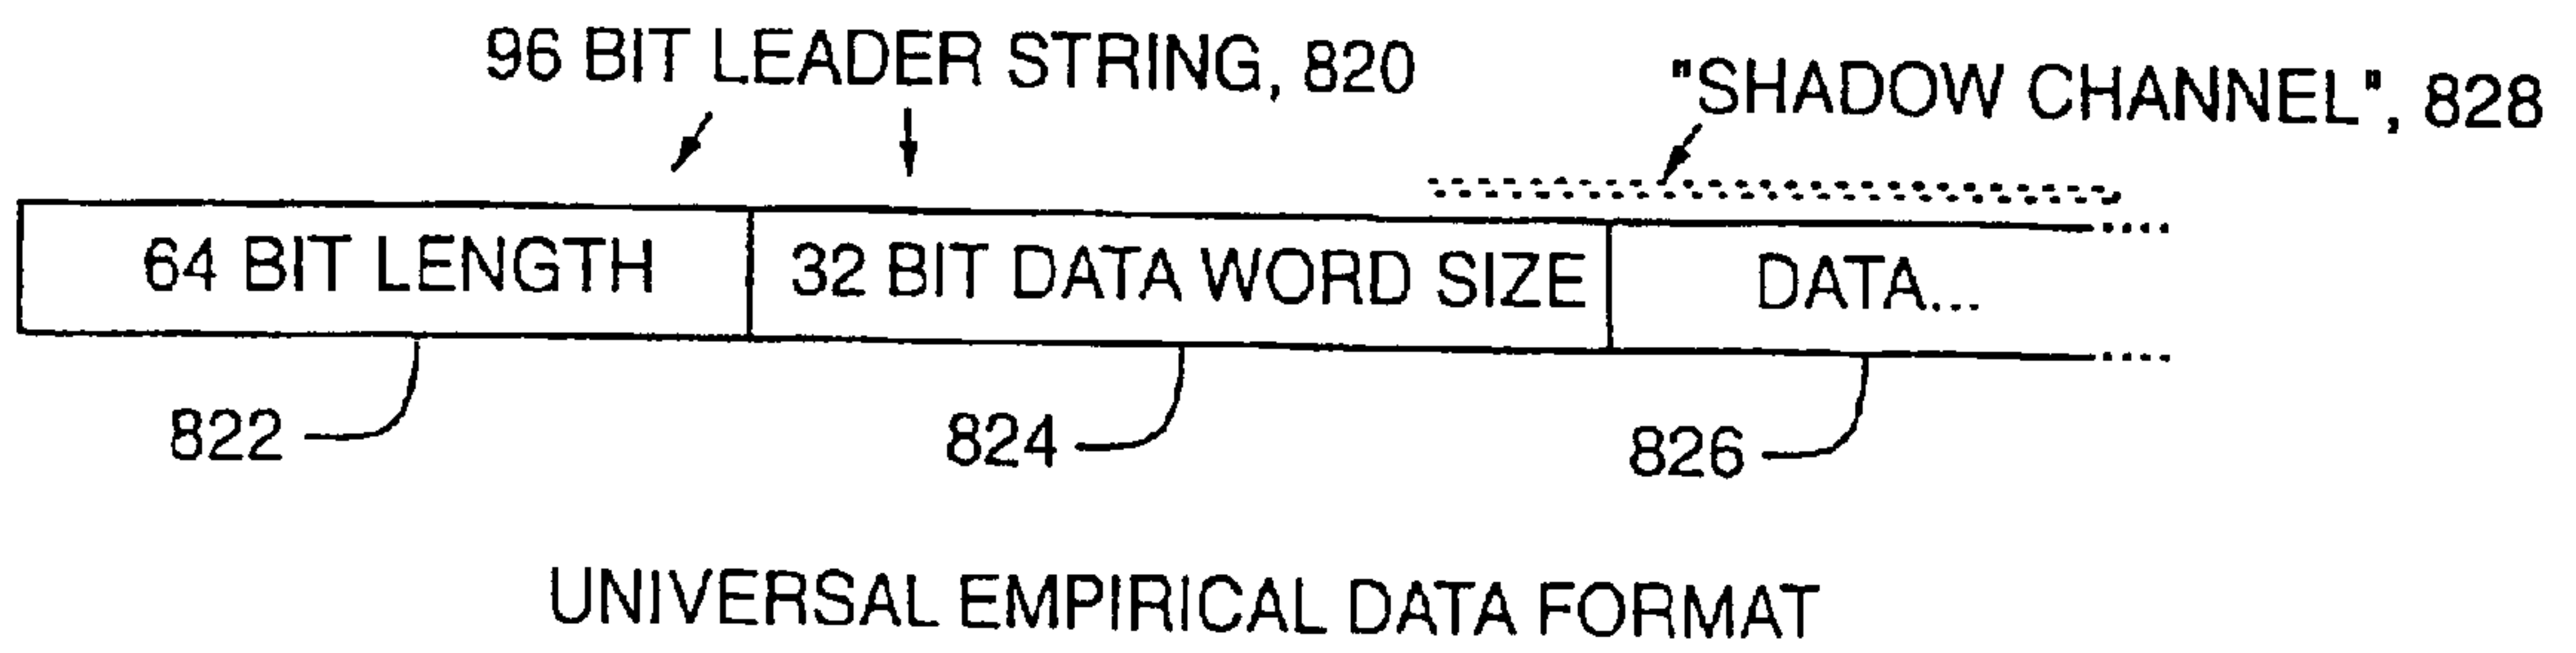 96 BIT LEADER STRING, 820
"SHADOW CHANNEL", 828
64 BIT LENGTH
32 BIT DATA WORD SIZE
DATA...
822
824
826
UNIVERSAL EMPIRICAL DATA FORMAT